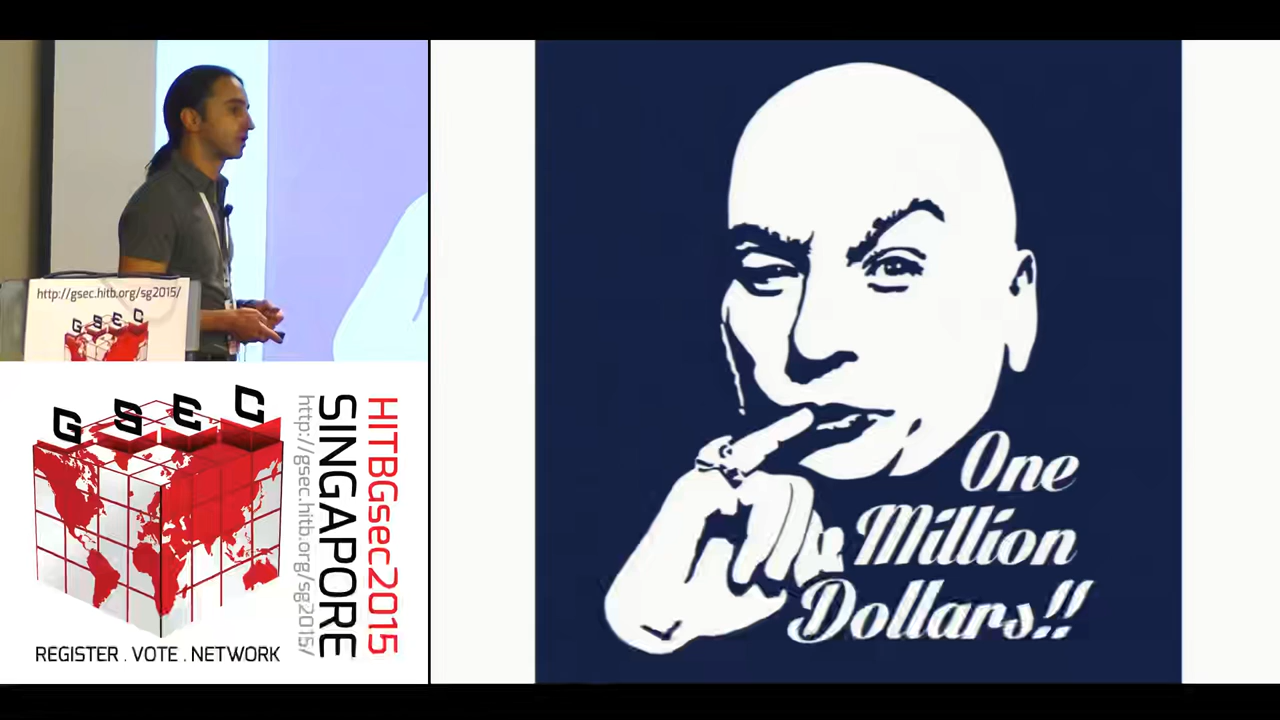 http://gsec.hitb.org/sg2015/
G S E C
G S E C
REGISTER . VOTE . NETWORK
HITBGsec2015
SINGAPORE
http://gsec.hitb.org/sg2015/
One
Million
Dollars!!